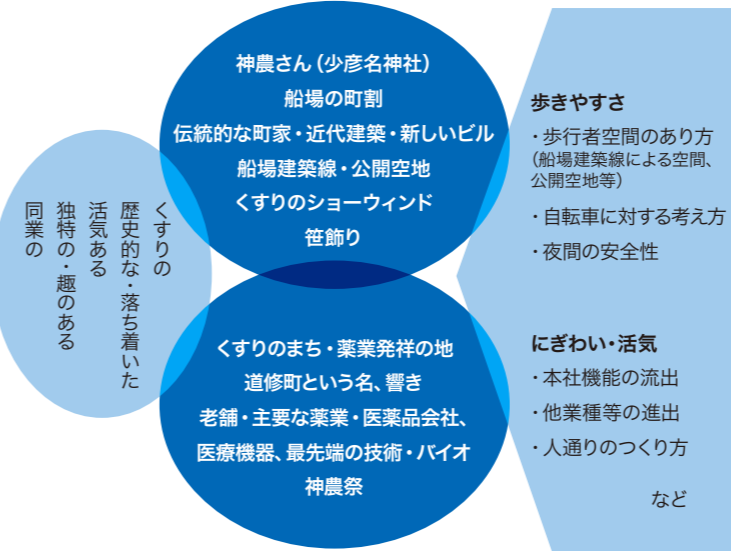 神農さん（少彦名神社）
船場の町割
伝統的な町家・近代建築・新しいビル
船場建築線・公開空地
くすりのショーウィンド
笹飾り
くすりの
歴史的な・落ち着いた
活気ある
独特の・趣のある
同業の
くすりのまち・薬業発祥の地
道修町という名、響き
老舗・主要な薬業・医薬品会社、
医療機器、最先端の技術・バイオ
神農祭
歩きやすさ
・歩行者空間のあり方
（船場建築線による空間、
公開空地等）
・自転車に対する考え方
・夜間の安全性
にぎわい・活気
・本社機能の流出
・他業種等の進出
・人通りのつくり方
など